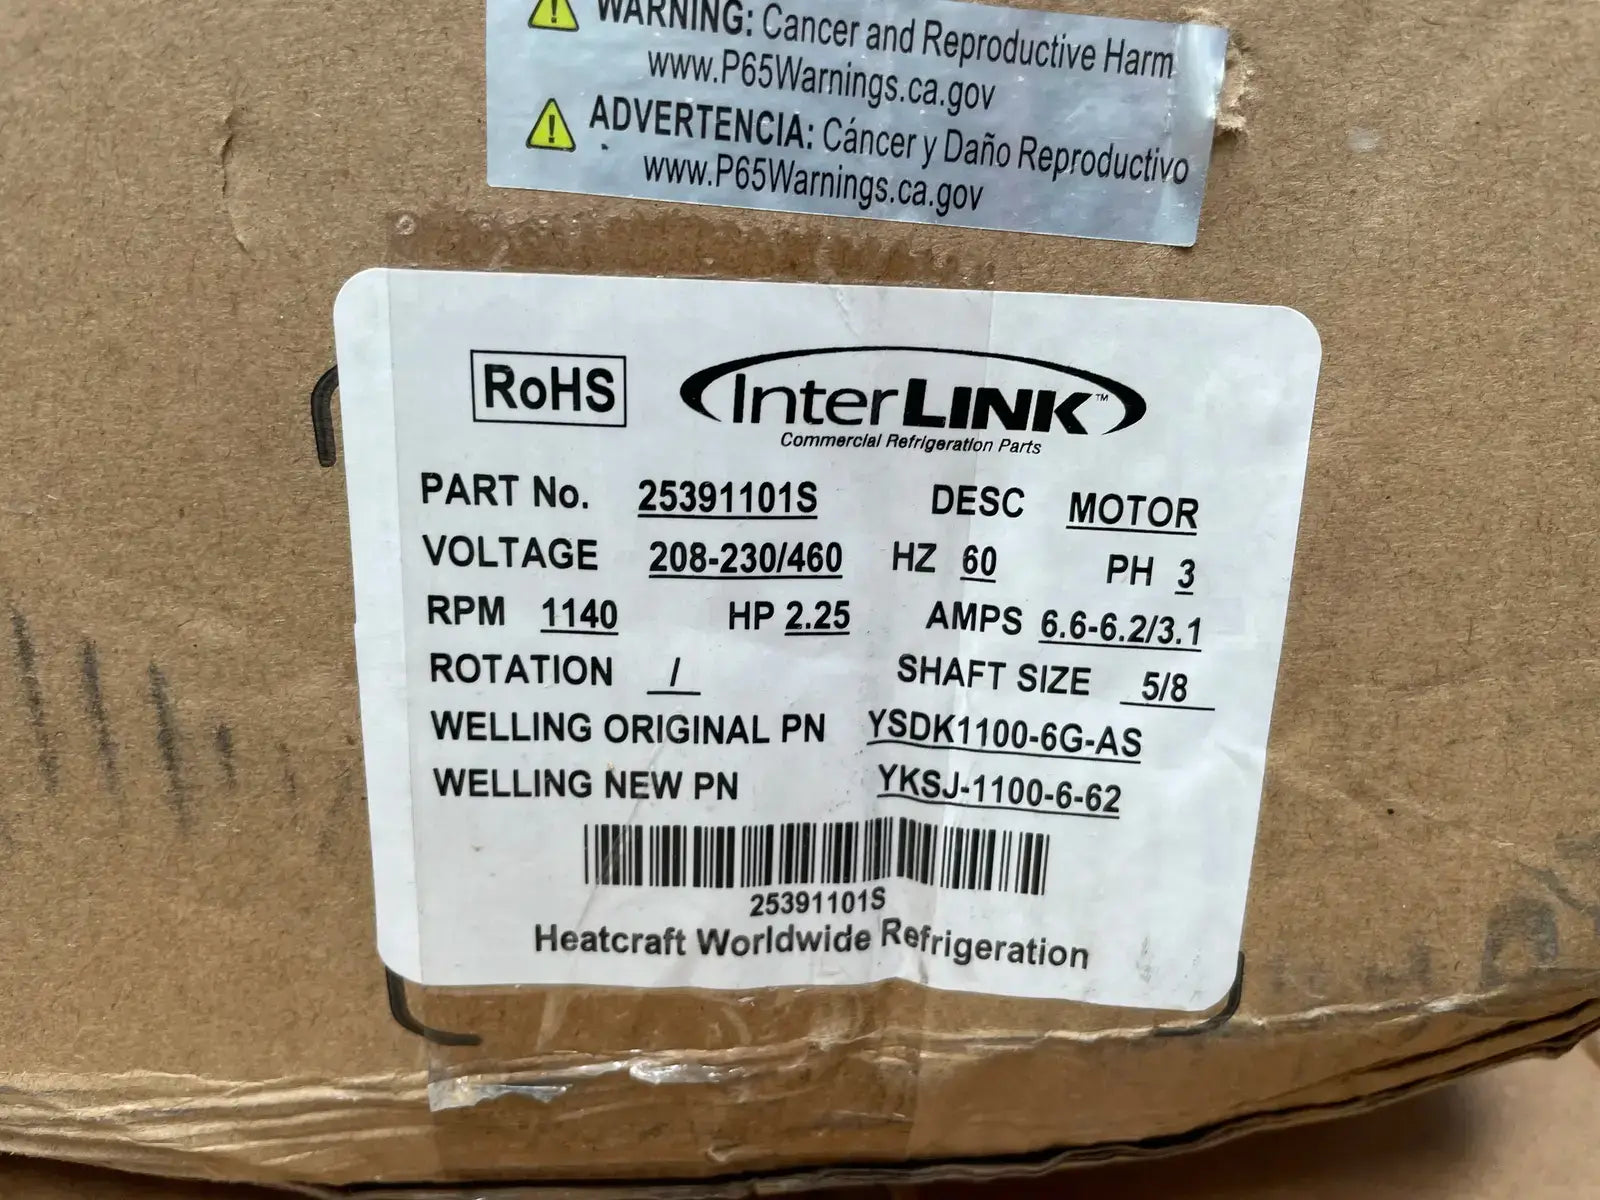 WARNING: Cancer and Reproductive Harm
www.P65Warnings.ca.gov
ADVERTENCIA: Cáncer y Daño Reproductivo
www.P65Warnings.ca.gov
RoHS InterLINK™
Commercial Refrigeration Parts
PART No. 25391101S DESC MOTOR
VOLTAGE 208-230/460 HZ 60 PH 3
RPM 1140 HP 2.25 AMPS 6.6-6.2/3.1
ROTATION / SHAFT SIZE 5/8
WELLING ORIGINAL PN YSDK1100-6G-AS
WELLING NEW PN YKSJ-1100-6-62
25391101S
Heatcraft Worldwide Refrigeration